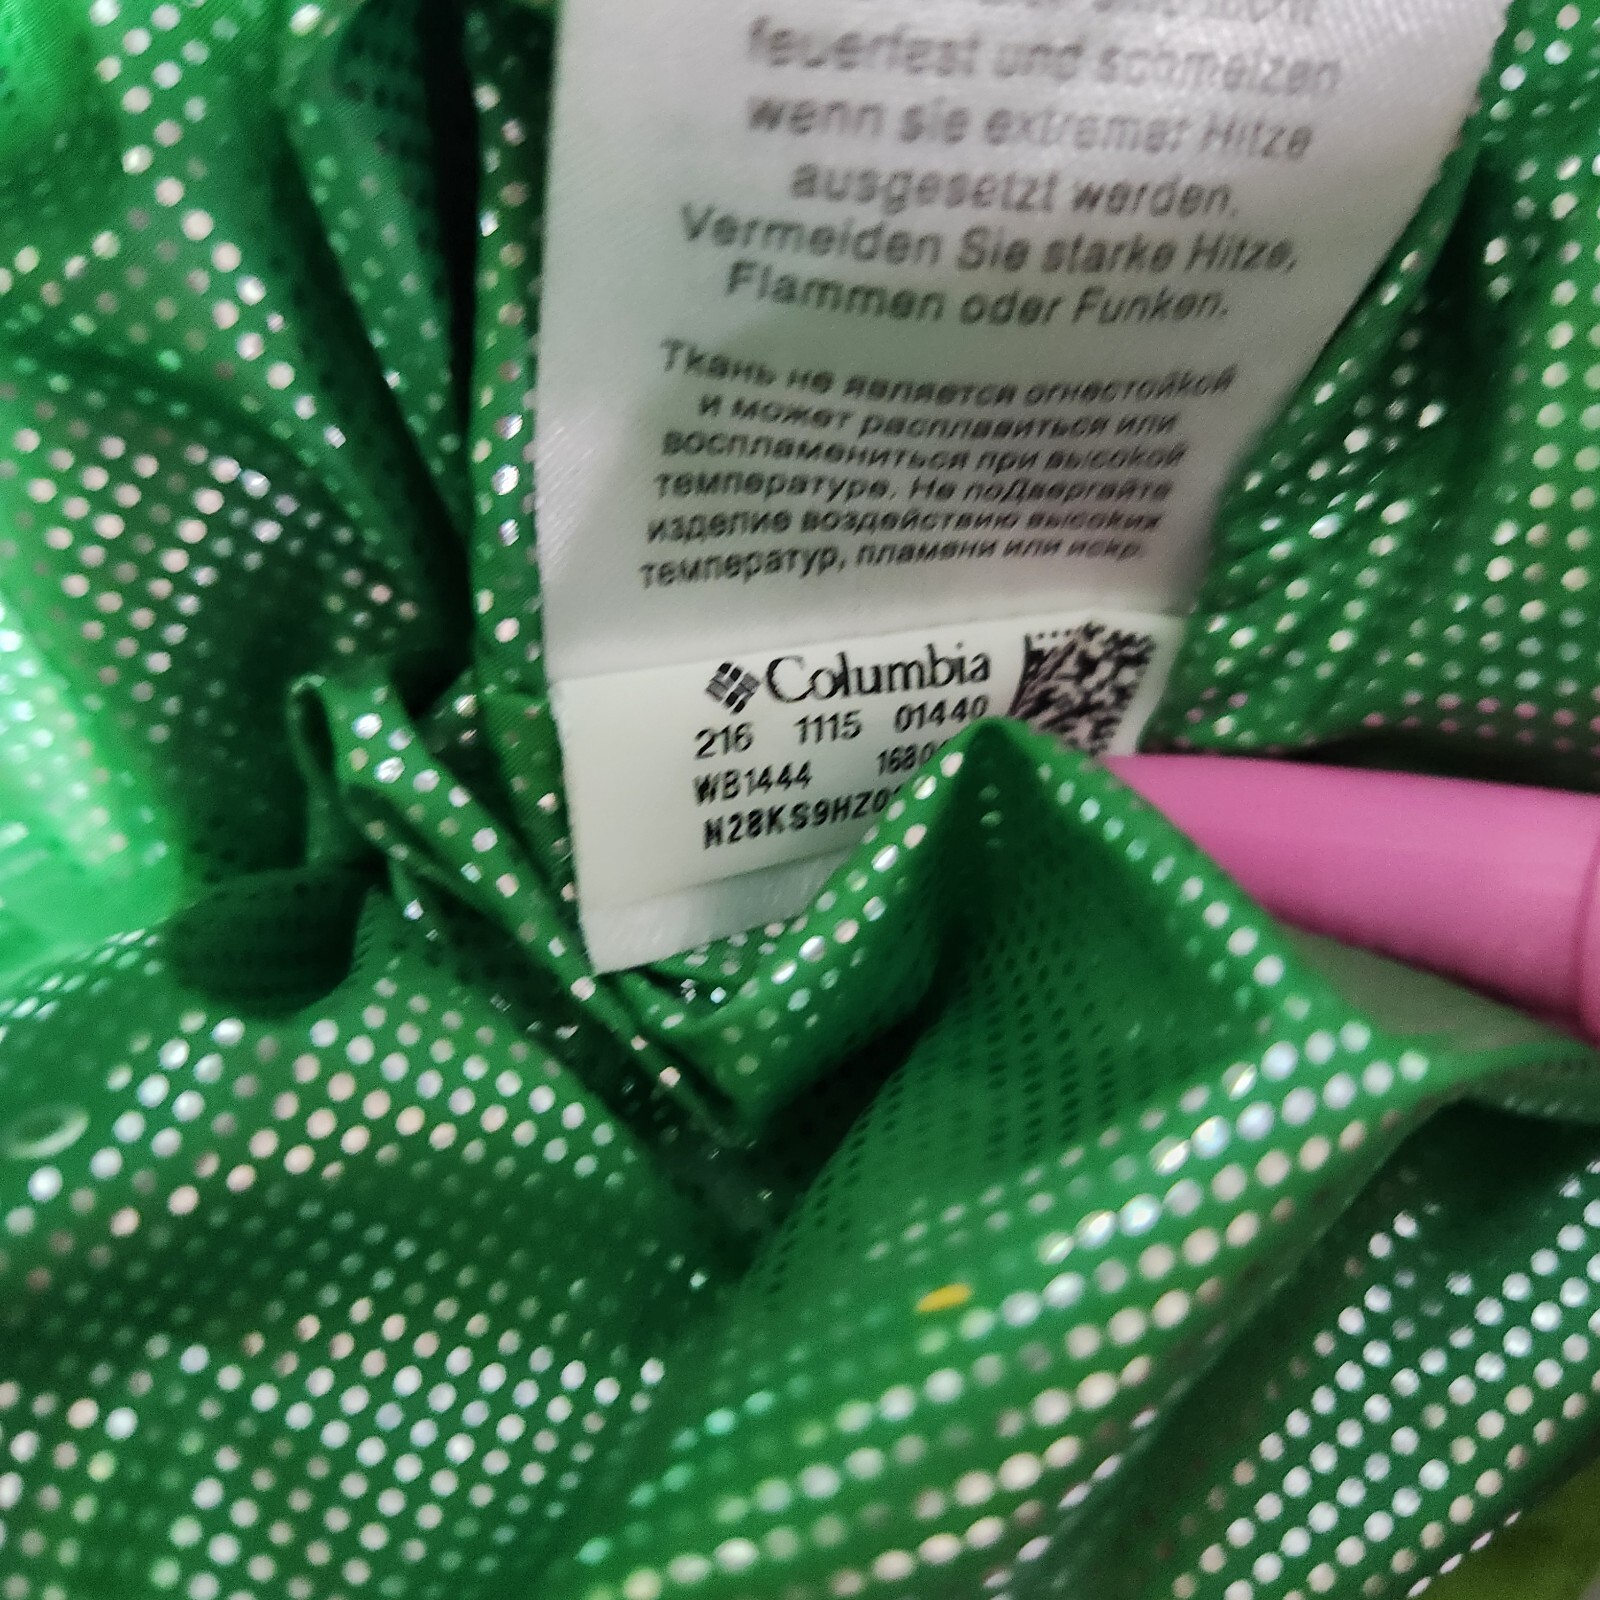 feuerfest und schmelzen
wenn sie extremer Hitze
ausgesetzt werden.
Vermeiden Sie starke Hitze,
Flammen oder Funken.
Ткань не является огнестойкой
и может расплавиться или
воспламениться при высокой
температуре. Не подвергайте
изделие воздействию высоких
температур, пламени или искр.
Columbia
216 1115 01440
WB1444 1680
N28KS9HZ0